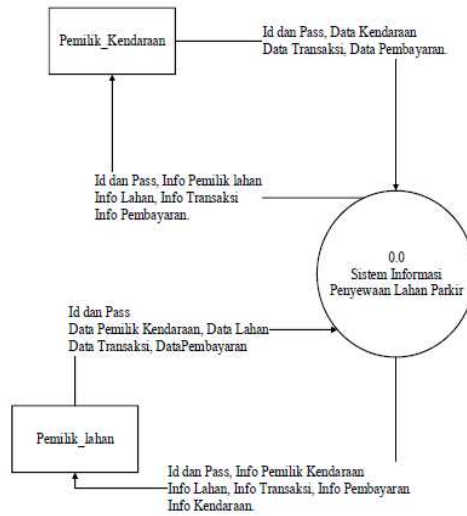 Pemilik_Kendaraan
Id dan Pass, Data Kendaraan
Data Transaksi, Data Pembayaran.
Id dan Pass, Info Pemilik lahan
Info Lahan, Info Transaksi
Info Pembayaran.
0.0
Sistem Informasi
Penyewaan Lahan Parkir
Id dan Pass
Data Pemilik Kendaraan, Data Lahan
Data Transaksi, DataPembayaran
Pemilik_lahan
Id dan Pass, Info Pemilik Kendaraan
Info Lahan, Info Transaksi, Info Pembayaran
Info Kendaraan.